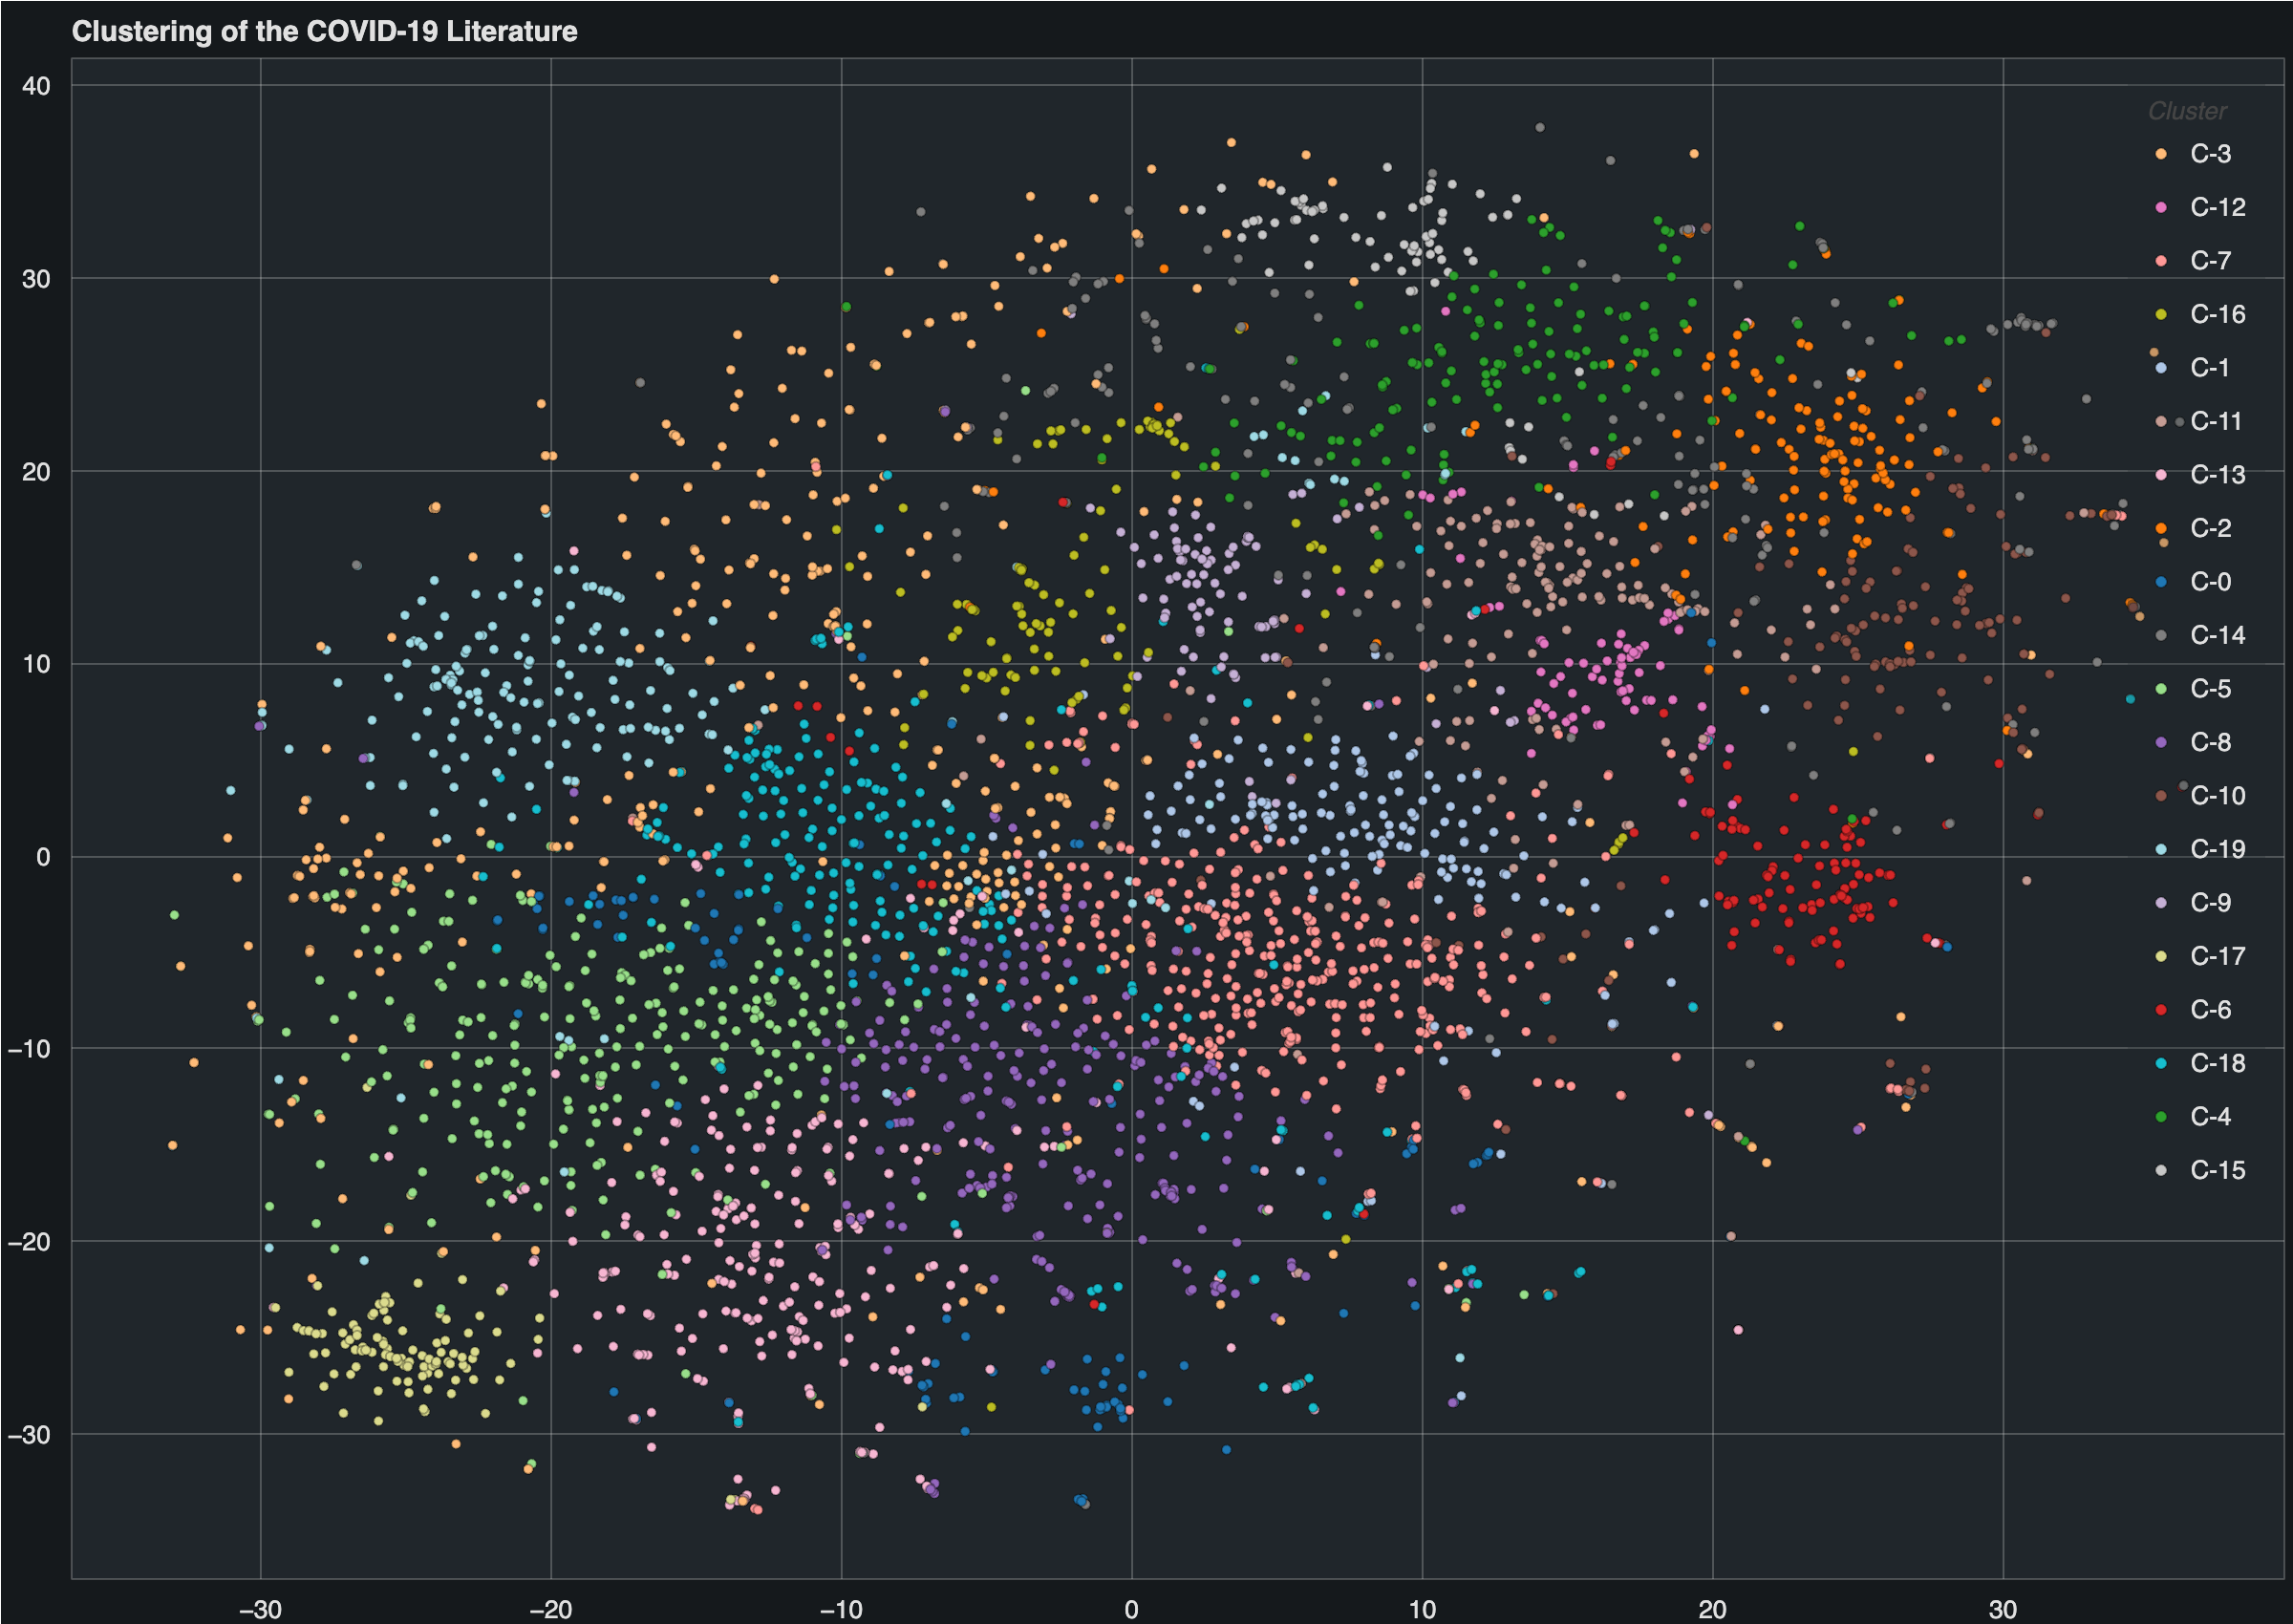 Clustering of the COVID-19 Literature
40
30
20
10
0
−10
−20
−30
Cluster
C-3
C-12
C-7
C-16
C-1
C-11
C-13
C-2
C-0
C-14
C-5
C-8
C-10
C-19
C-9
C-17
C-6
C-18
C-4
C-15
−30 −20 −10 0 10 20 30